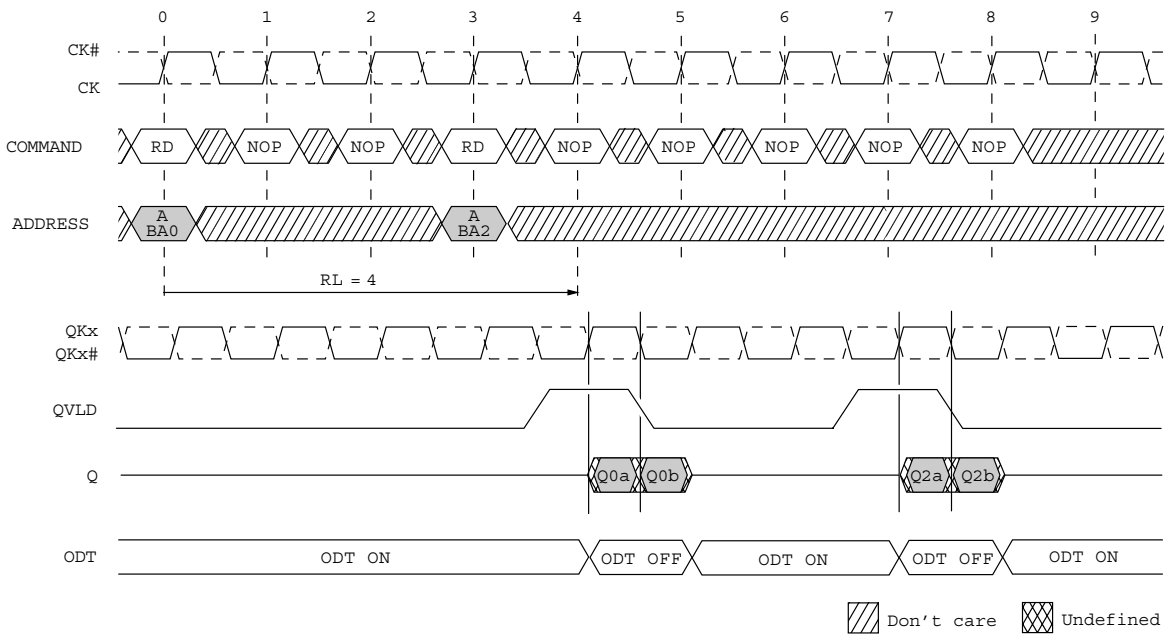 0 1 2 3 4 5 6 7 8 9
CK#
CK
COMMAND RD NOP NOP RD NOP NOP NOP NOP NOP
ADDRESS A BA0 A BA2
RL = 4
QKx
QKx#
QVLD
Q Q0a Q0b Q2a Q2b
ODT ODT ON ODT OFF ODT ON ODT OFF ODT ON
Don't care Undefined